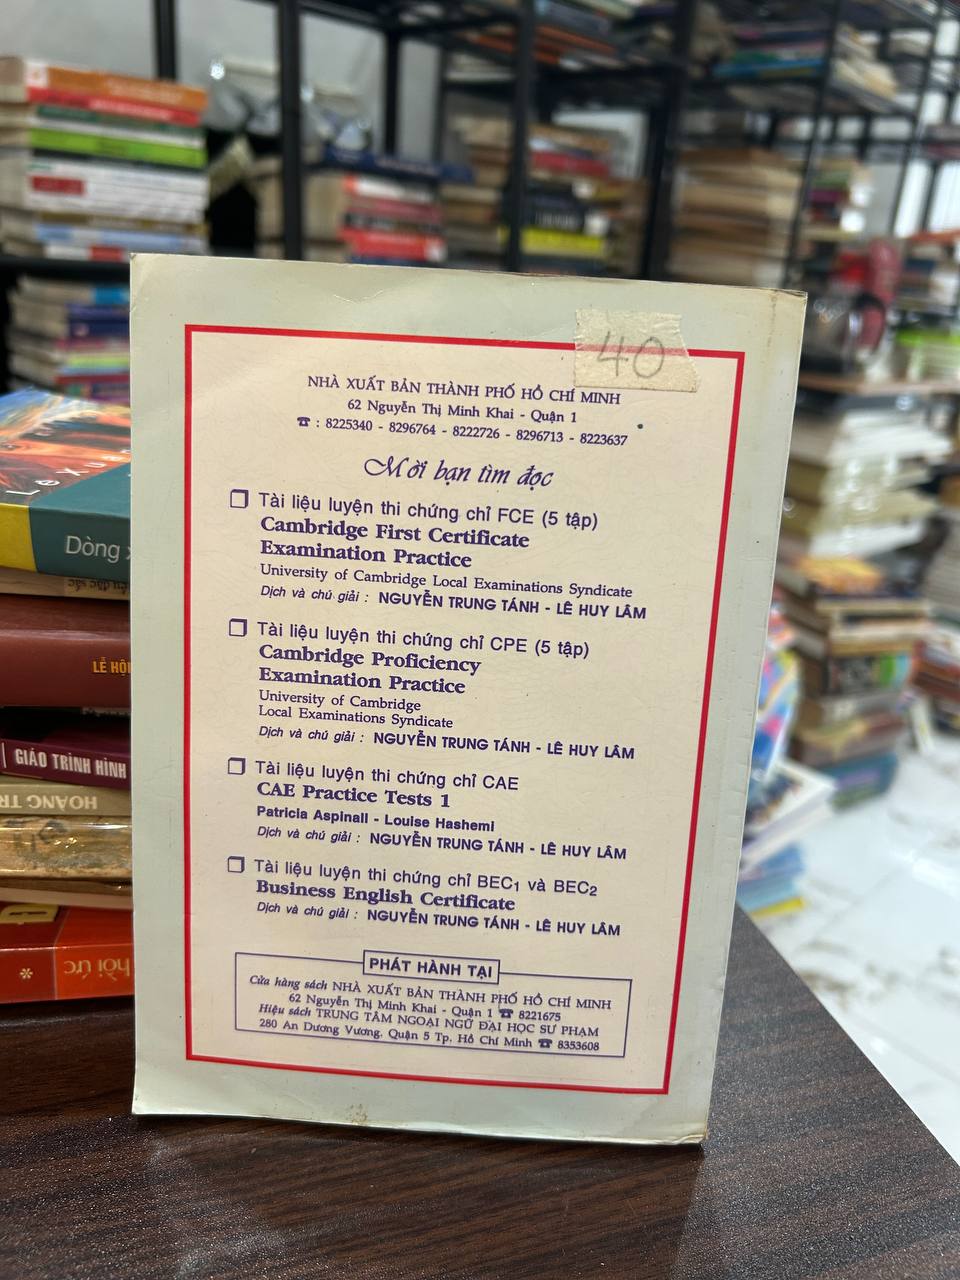 40
NHÀ XUẤT BẢN THÀNH PHỐ HỒ CHÍ MINH
62 Nguyễn Thị Minh Khai - Quận 1
☎ : 8225340 - 8296764 - 8222726 - 8296713 - 8223637
Mời bạn tìm đọc
❒ Tài liệu luyện thi chứng chỉ FCE (5 tập)
Cambridge First Certificate
Examination Practice
University of Cambridge Local Examinations Syndicate
Dịch và chú giải : NGUYỄN TRUNG TÁNH - LÊ HUY LÂM
❒ Tài liệu luyện thi chứng chỉ CPE (5 tập)
Cambridge Proficiency
Examination Practice
University of Cambridge
Local Examinations Syndicate
Dịch và chú giải : NGUYỄN TRUNG TÁNH - LÊ HUY LÂM
❒ Tài liệu luyện thi chứng chỉ CAE
CAE Practice Tests 1
Patricia Aspinall - Louise Hashemi
Dịch và chú giải : NGUYỄN TRUNG TÁNH - LÊ HUY LÂM
❒ Tài liệu luyện thi chứng chỉ BEC₁ và BEC₂
Business English Certificate
Dịch và chú giải : NGUYỄN TRUNG TÁNH - LÊ HUY LÂM
PHÁT HÀNH TẠI
Cửa hàng sách NHÀ XUẤT BẢN THÀNH PHỐ HỒ CHÍ MINH
62 Nguyễn Thị Minh Khai - Quận 1 ☎ 8221675
Hiệu sách TRUNG TÂM NGOẠI NGỮ ĐẠI HỌC SƯ PHẠM
280 An Dương Vương, Quận 5 Tp. Hồ Chí Minh ☎ 8353608
Le Xuan
Dòng
LỄ HỘI
GIÁO TRÌNH HÌNH
HOÀNG TR
hồi ức